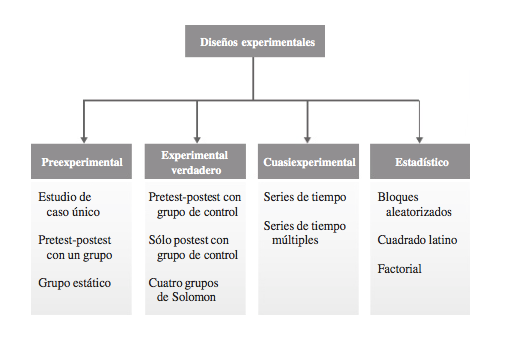 Diseños experimentales
Preexperimental
Estudio de
caso único
Pretest-postest
con un grupo
Grupo estático
Experimental
verdadero
Pretest-postest con
grupo de control
Sólo postest con
grupo de control
Cuatro grupos
de Solomon
Cuasiexperimental
Series de tiempo
Series de tiempo
múltiples
Estadístico
Bloques
aleatorizados
Cuadrado latino
Factorial